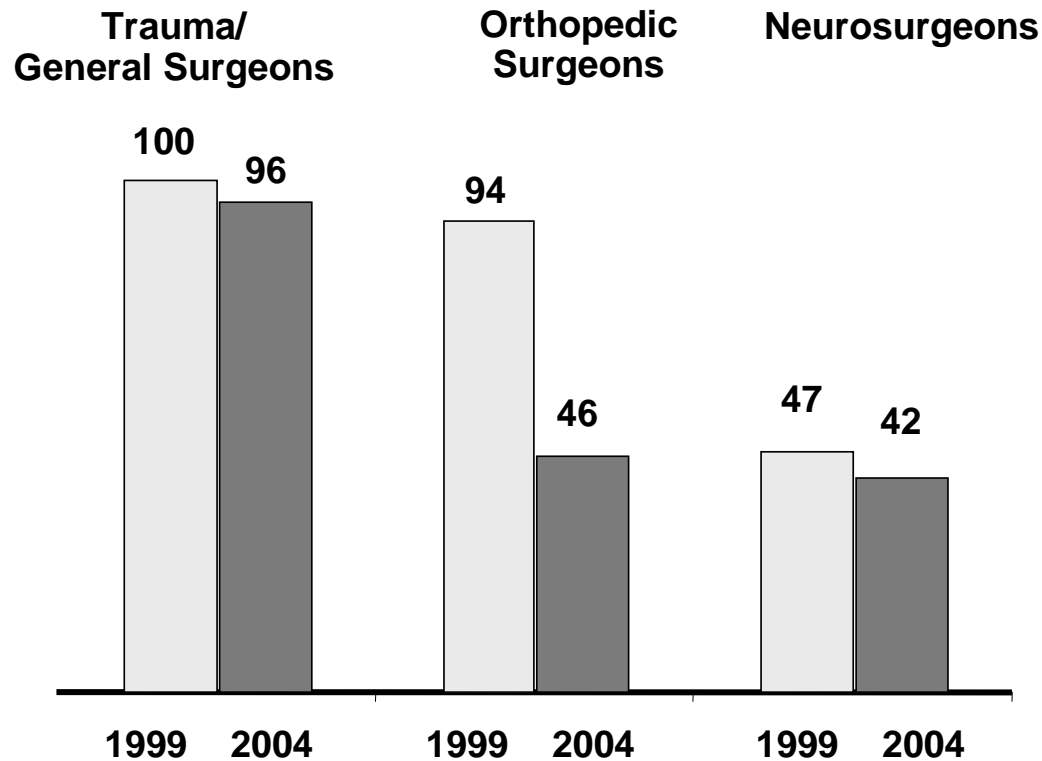 Trauma/
General Surgeons
Orthopedic
Surgeons
Neurosurgeons
100
96
94
46
47
42
1999 2004 1999 2004 1999 2004